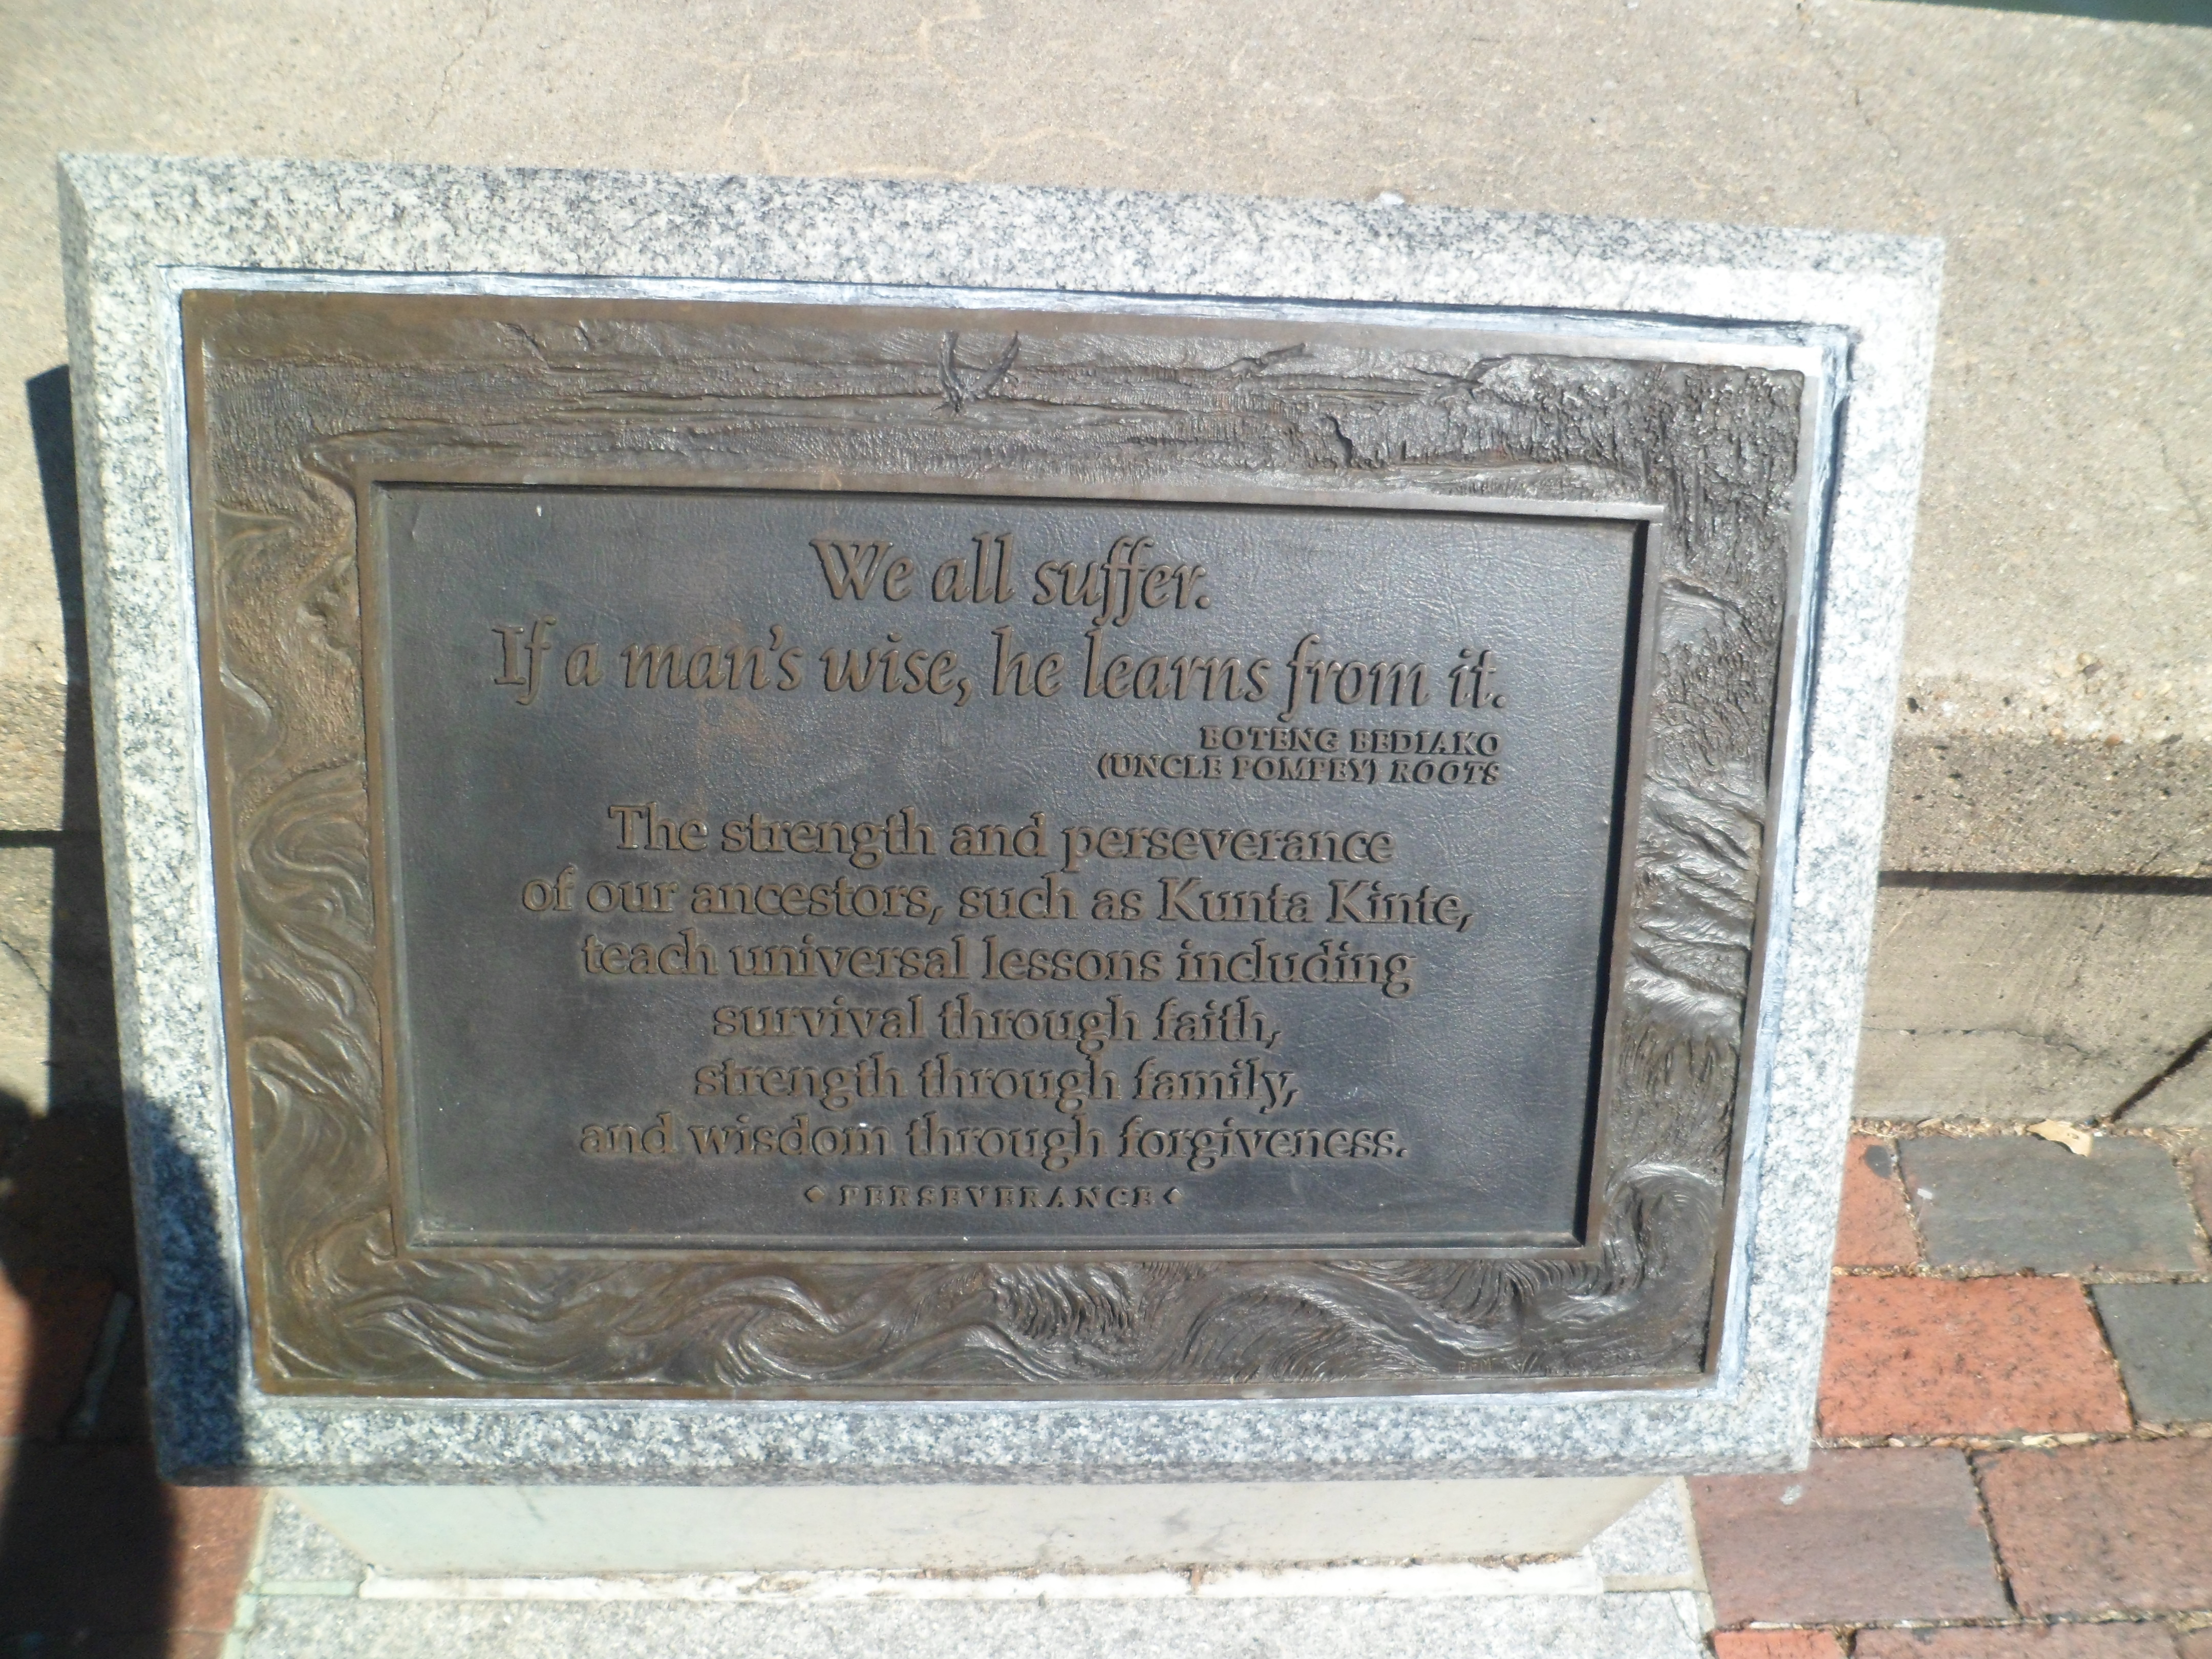 We all suffer.
If a man's wise, he learns from it.
BOTENG BEDIAKO
(UNCLE POMPEY) ROOTS
The strength and perseverance
of our ancestors, such as Kunta Kinte,
teach universal lessons including
survival through faith,
strength through family,
and wisdom through forgiveness.
◇ PERSEVERANCE ◇